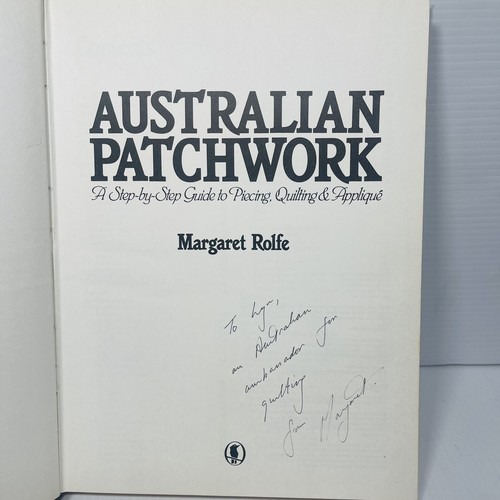 AUSTRALIAN
PATCHWORK
A Step-by-Step Guide to Piecing, Quilting & Appliqué
Margaret Rolfe
To Lyn,
an Australian
ambassador for
quilting
from Margaret.